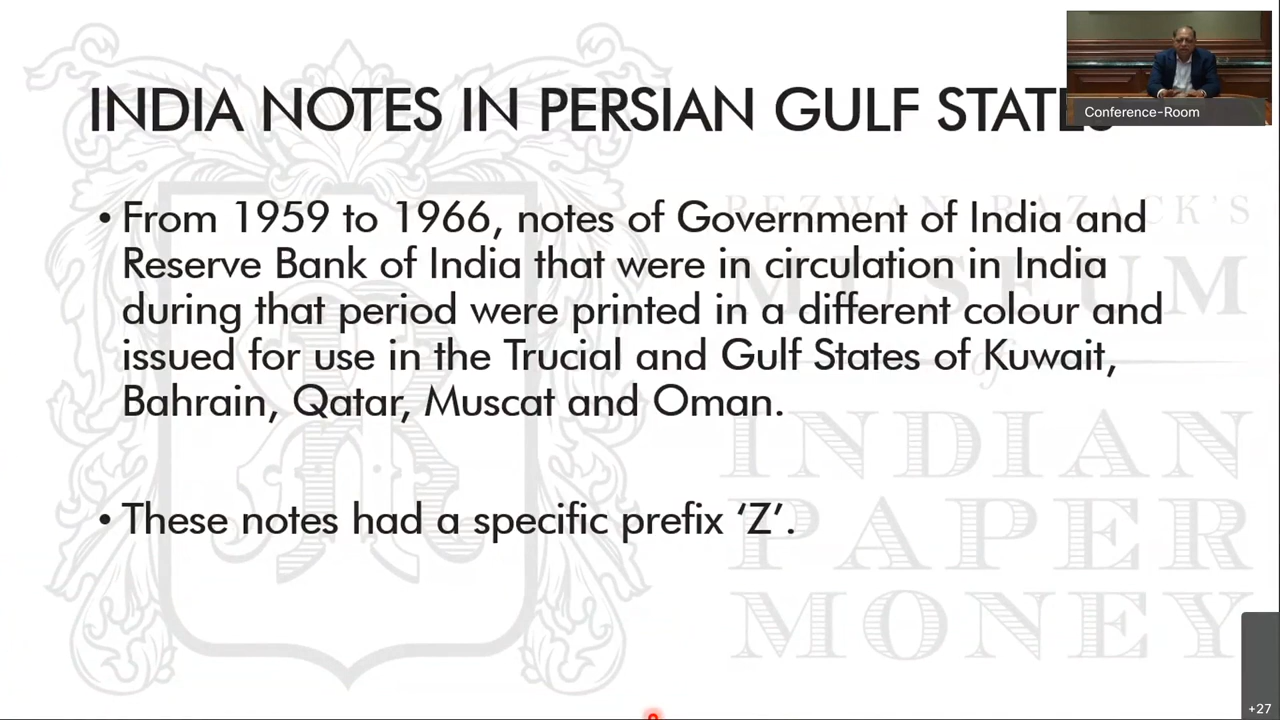 INDIA NOTES IN PERSIAN GULF STATES
Conference-Room
• From 1959 to 1966, notes of Government of India and
Reserve Bank of India that were in circulation in India
during that period were printed in a different colour and
issued for use in the Trucial and Gulf States of Kuwait,
Bahrain, Qatar, Muscat and Oman.
• These notes had a specific prefix ‘Z’.
REZWAN RAZACK'S
MUSEUM
of
INDIAN
PAPER
MONEY
+27